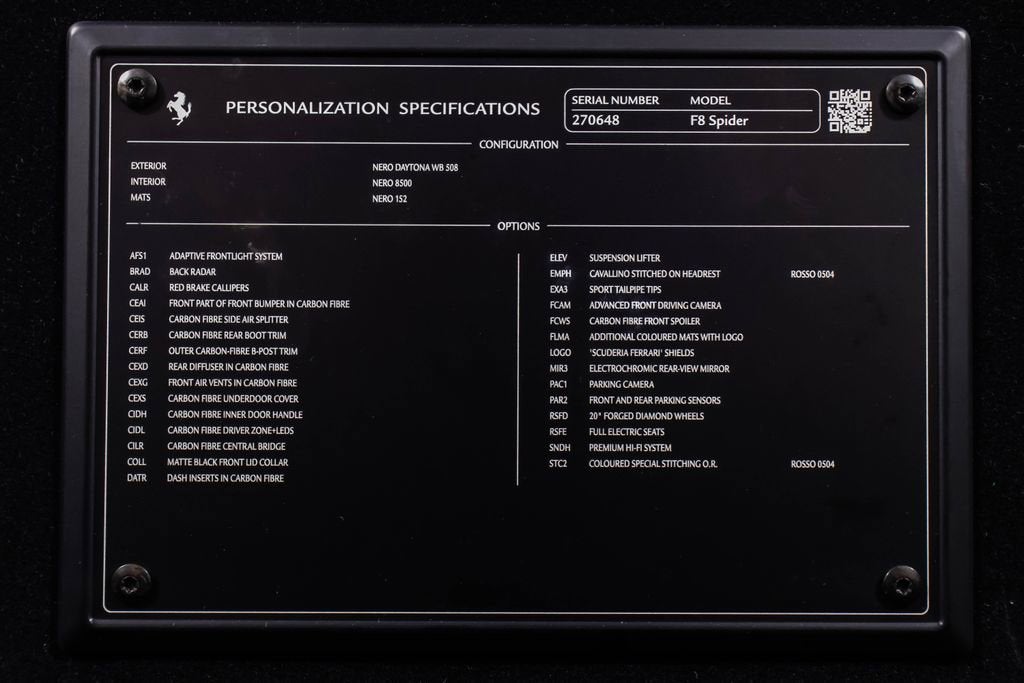 PERSONALIZATION SPECIFICATIONS
SERIAL NUMBER MODEL
270648 F8 Spider
CONFIGURATION
EXTERIOR NERO DAYTONA WB 508
INTERIOR NERO 8500
MATS NERO 152
OPTIONS
AFS1 ADAPTIVE FRONTLIGHT SYSTEM
BRAD BACK RADAR
CALR RED BRAKE CALLIPERS
CEAI FRONT PART OF FRONT BUMPER IN CARBON FIBRE
CEIS CARBON FIBRE SIDE AIR SPLITTER
CERB CARBON FIBRE REAR BOOT TRIM
CERF OUTER CARBON-FIBRE B-POST TRIM
CEXD REAR DIFFUSER IN CARBON FIBRE
CEXG FRONT AIR VENTS IN CARBON FIBRE
CEXS CARBON FIBRE UNDERDOOR COVER
CIDH CARBON FIBRE INNER DOOR HANDLE
CIDL CARBON FIBRE DRIVER ZONE+LEDS
CILR CARBON FIBRE CENTRAL BRIDGE
COLL MATTE BLACK FRONT LID COLLAR
DATR DASH INSERTS IN CARBON FIBRE
ELEV SUSPENSION LIFTER
EMPH CAVALLINO STITCHED ON HEADREST ROSSO 0504
EXA3 SPORT TAILPIPE TIPS
FCAM ADVANCED FRONT DRIVING CAMERA
FCWS CARBON FIBRE FRONT SPOILER
FLMA ADDITIONAL COLOURED MATS WITH LOGO
LOGO 'SCUDERIA FERRARI' SHIELDS
MIR3 ELECTROCHROMIC REAR-VIEW MIRROR
PAC1 PARKING CAMERA
PAR2 FRONT AND REAR PARKING SENSORS
RSFD 20" FORGED DIAMOND WHEELS
RSFE FULL ELECTRIC SEATS
SNDH PREMIUM HI-FI SYSTEM
STC2 COLOURED SPECIAL STITCHING O.R. ROSSO 0504